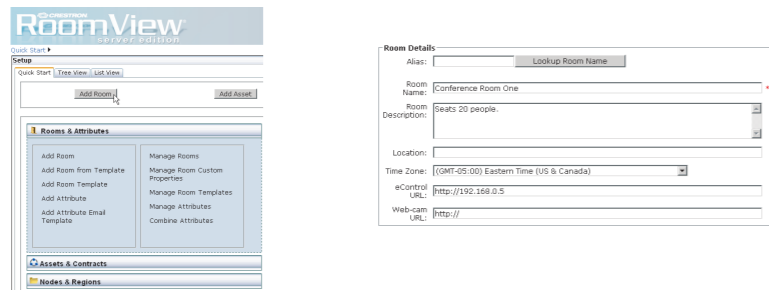 CRESTRON
RoomView
server edition
Quick Start
Setup
Quick Start Tree View List View
Add Room Add Asset
Rooms & Attributes
Add Room
Add Room from Template
Add Room Template
Add Attribute
Add Attribute Email
Template
Manage Rooms
Manage Room Custom
Properties
Manage Room Templates
Manage Attributes
Combine Attributes
Assets & Contracts
Nodes & Regions
Room Details
Alias: Lookup Room Name
Room
Name: Conference Room One *
Room
Description: Seats 20 people.
Location:
Time Zone: (GMT-05:00) Eastern Time (US & Canada)
eControl
URL: http://192.168.0.5
Web-cam
URL: http://